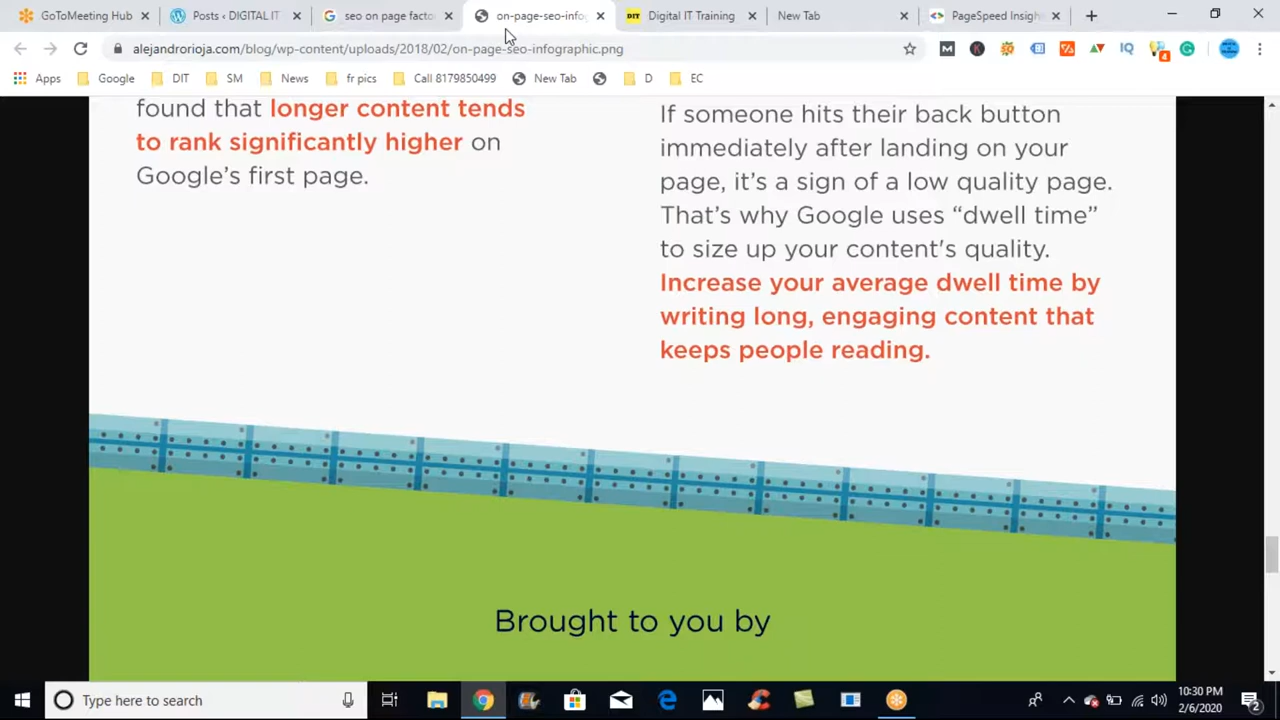 GoToMeeting Hub
Posts ‹ DIGITAL IT
seo on page facto
on-page-seo-info
DIT Digital IT Training
New Tab
PageSpeed Insigh
alejandrorioja.com/blog/wp-content/uploads/2018/02/on-page-seo-infographic.png
Apps
Google
DIT
SM
News
fr pics
Call 8179850499
New Tab
D
EC
found that longer content tends
to rank significantly higher on
Google's first page.
If someone hits their back button
immediately after landing on your
page, it's a sign of a low quality page.
That's why Google uses “dwell time”
to size up your content's quality.
Increase your average dwell time by
writing long, engaging content that
keeps people reading.
Brought to you by
Type here to search
10:30 PM
2/6/2020
2